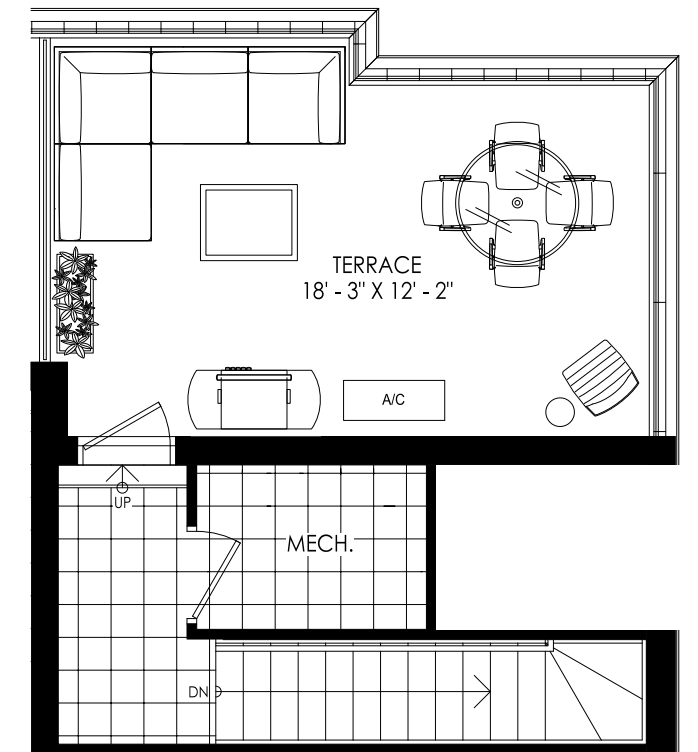 TERRACE
18' - 3" X 12' - 2"
A/C
UP
MECH.
DN